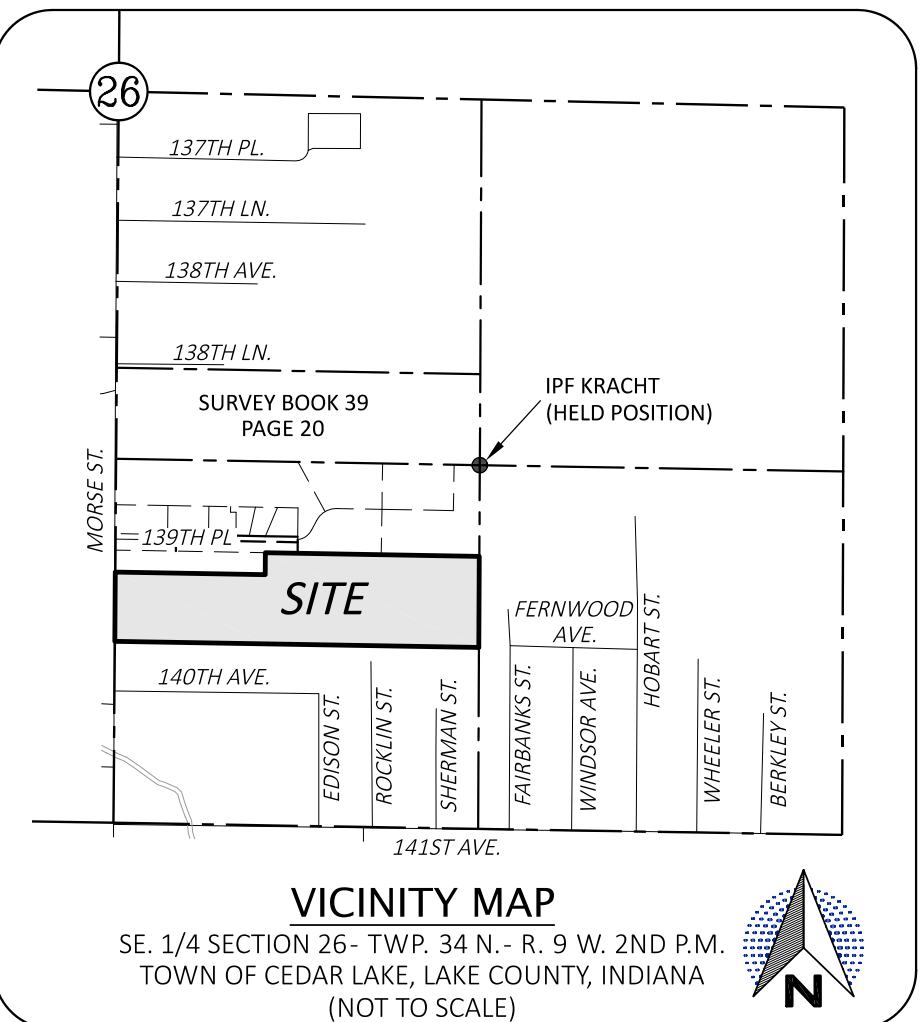 26
137TH PL.
137TH LN.
138TH AVE.
138TH LN.
SURVEY BOOK 39
PAGE 20
IPF KRACHT
(HELD POSITION)
MORSE ST.
139TH PL
SITE
FERNWOOD
AVE.
HOBART ST.
140TH AVE.
EDISON ST.
ROCKLIN ST.
SHERMAN ST.
FAIRBANKS ST.
WINDSOR AVE.
WHEELER ST.
BERKLEY ST.
141ST AVE.
VICINITY MAP
SE. 1/4 SECTION 26- TWP. 34 N.- R. 9 W. 2ND P.M.
TOWN OF CEDAR LAKE, LAKE COUNTY, INDIANA
(NOT TO SCALE)
N